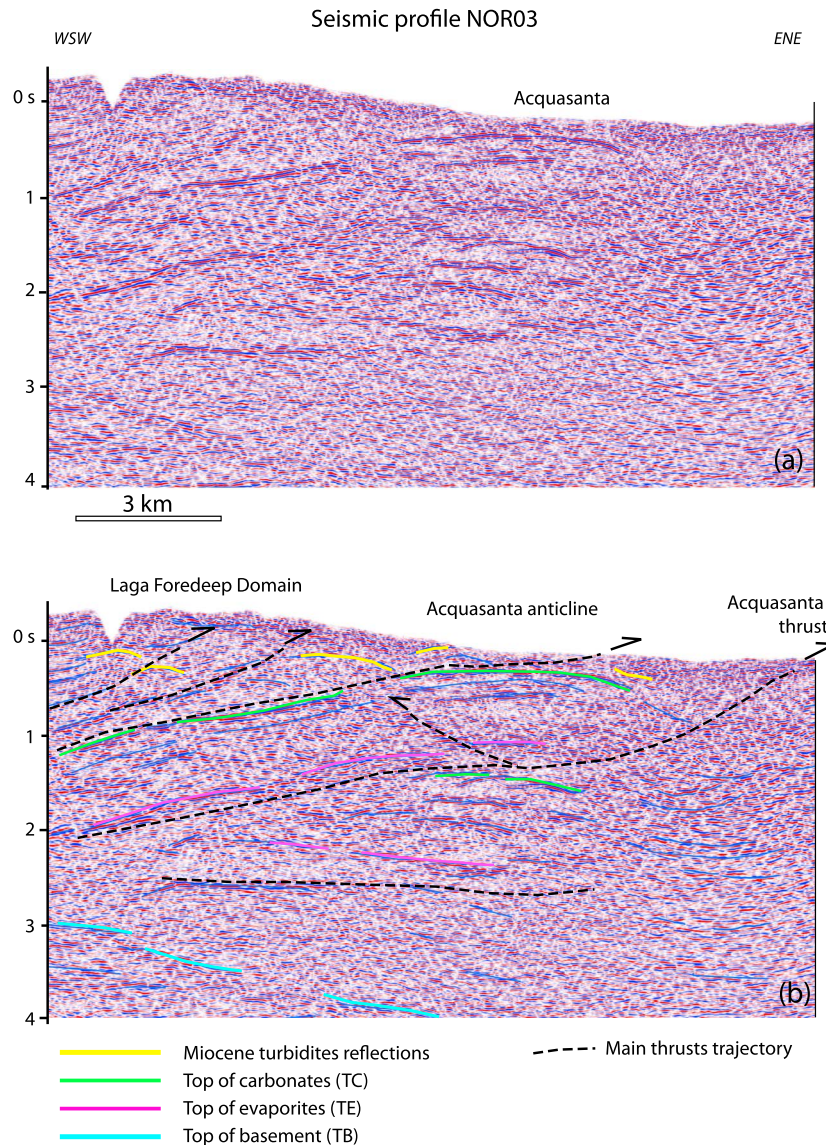 Seismic profile NOR03
WSW
ENE
0 s
Acquasanta
1
2
3
4
(a)
3 km
Laga Foredeep Domain
Acquasanta anticline
Acquasanta
thrust
0 s
1
2
3
4
(b)
Miocene turbidites reflections
Main thrusts trajectory
Top of carbonates (TC)
Top of evaporites (TE)
Top of basement (TB)